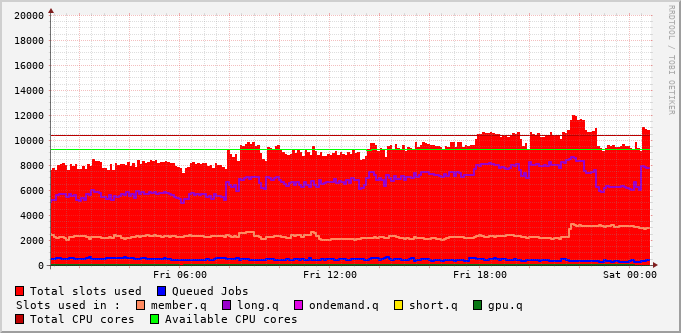 20000
18000
16000
14000
12000
10000
8000
6000
4000
2000
0
Fri 06:00 Fri 12:00 Fri 18:00 Sat 00:00
RRDTOOL / TOBI OETIKER
Total slots used Queued Jobs
Slots used in : member.q long.q ondemand.q short.q gpu.q
Total CPU cores Available CPU cores